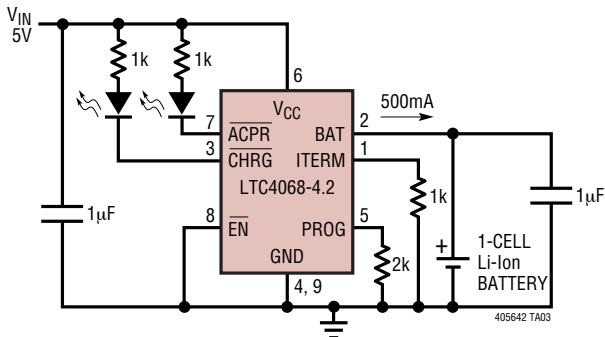 VIN
5V
1k
1k
6
500mA
VCC
7
ACPR
BAT
2
3
CHRG
ITERM
1
LTC4068-4.2
1k
1µF
1µF
8
EN
PROG
5
GND
2k
+
1-CELL
Li-Ion
BATTERY
4, 9
405642 TA03